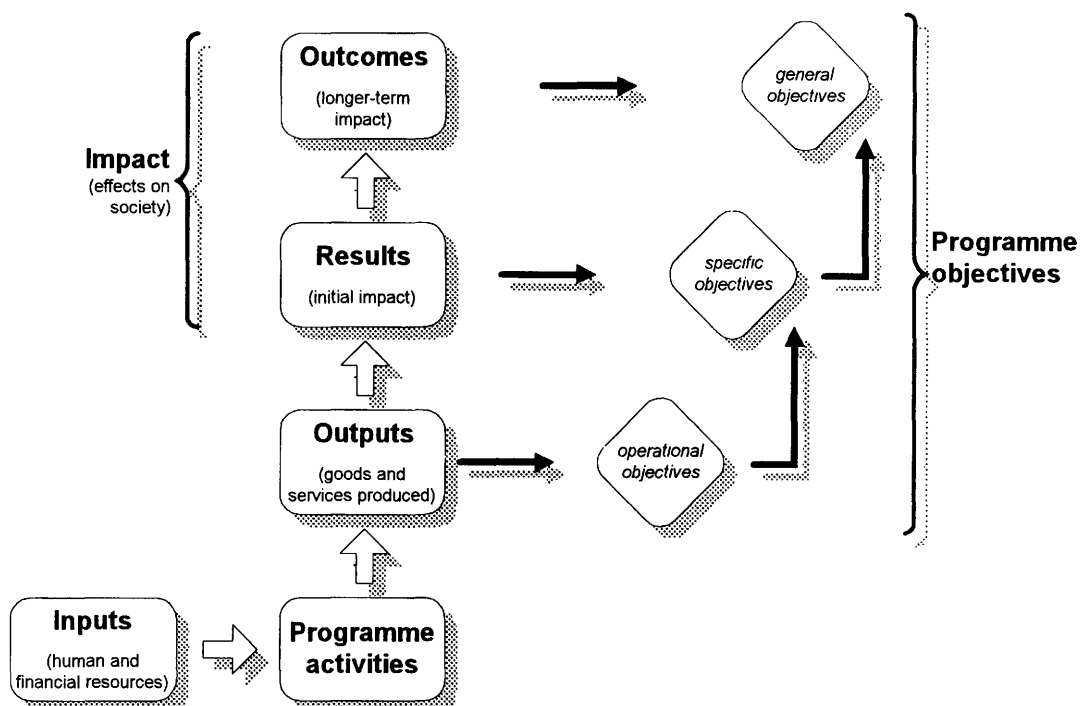 Outcomes
(longer-term
impact)
general
objectives
Impact
(effects on
society)
Results
(initial impact)
specific
objectives
Programme
objectives
Outputs
(goods and
services produced)
operational
objectives
Inputs
(human and
financial resources)
Programme
activities